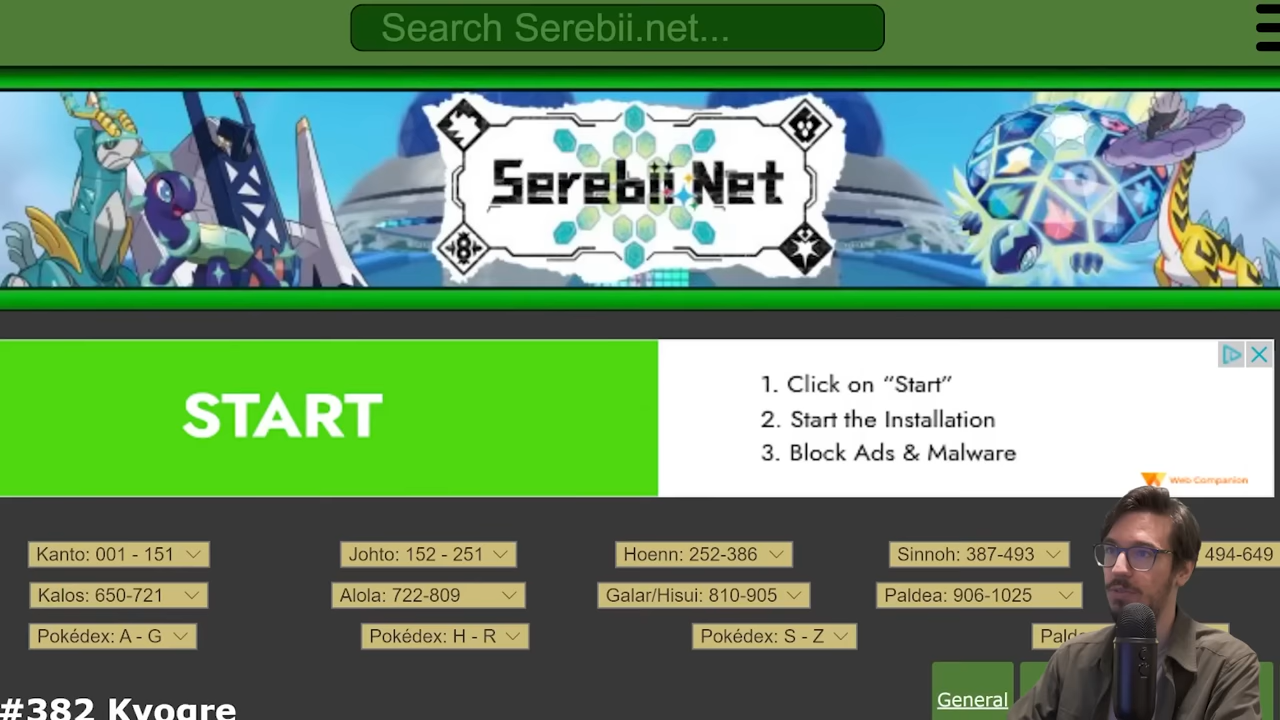 Search Serebii.net...
Serebii.Net
START
1. Click on “Start”
2. Start the Installation
3. Block Ads & Malware
Web Companion
Kanto: 001 - 151
Johto: 152 - 251
Hoenn: 252-386
Sinnoh: 387-493
494-649
Kalos: 650-721
Alola: 722-809
Galar/Hisui: 810-905
Paldea: 906-1025
Pokédex: A - G
Pokédex: H - R
Pokédex: S - Z
General
#382 Kyogre